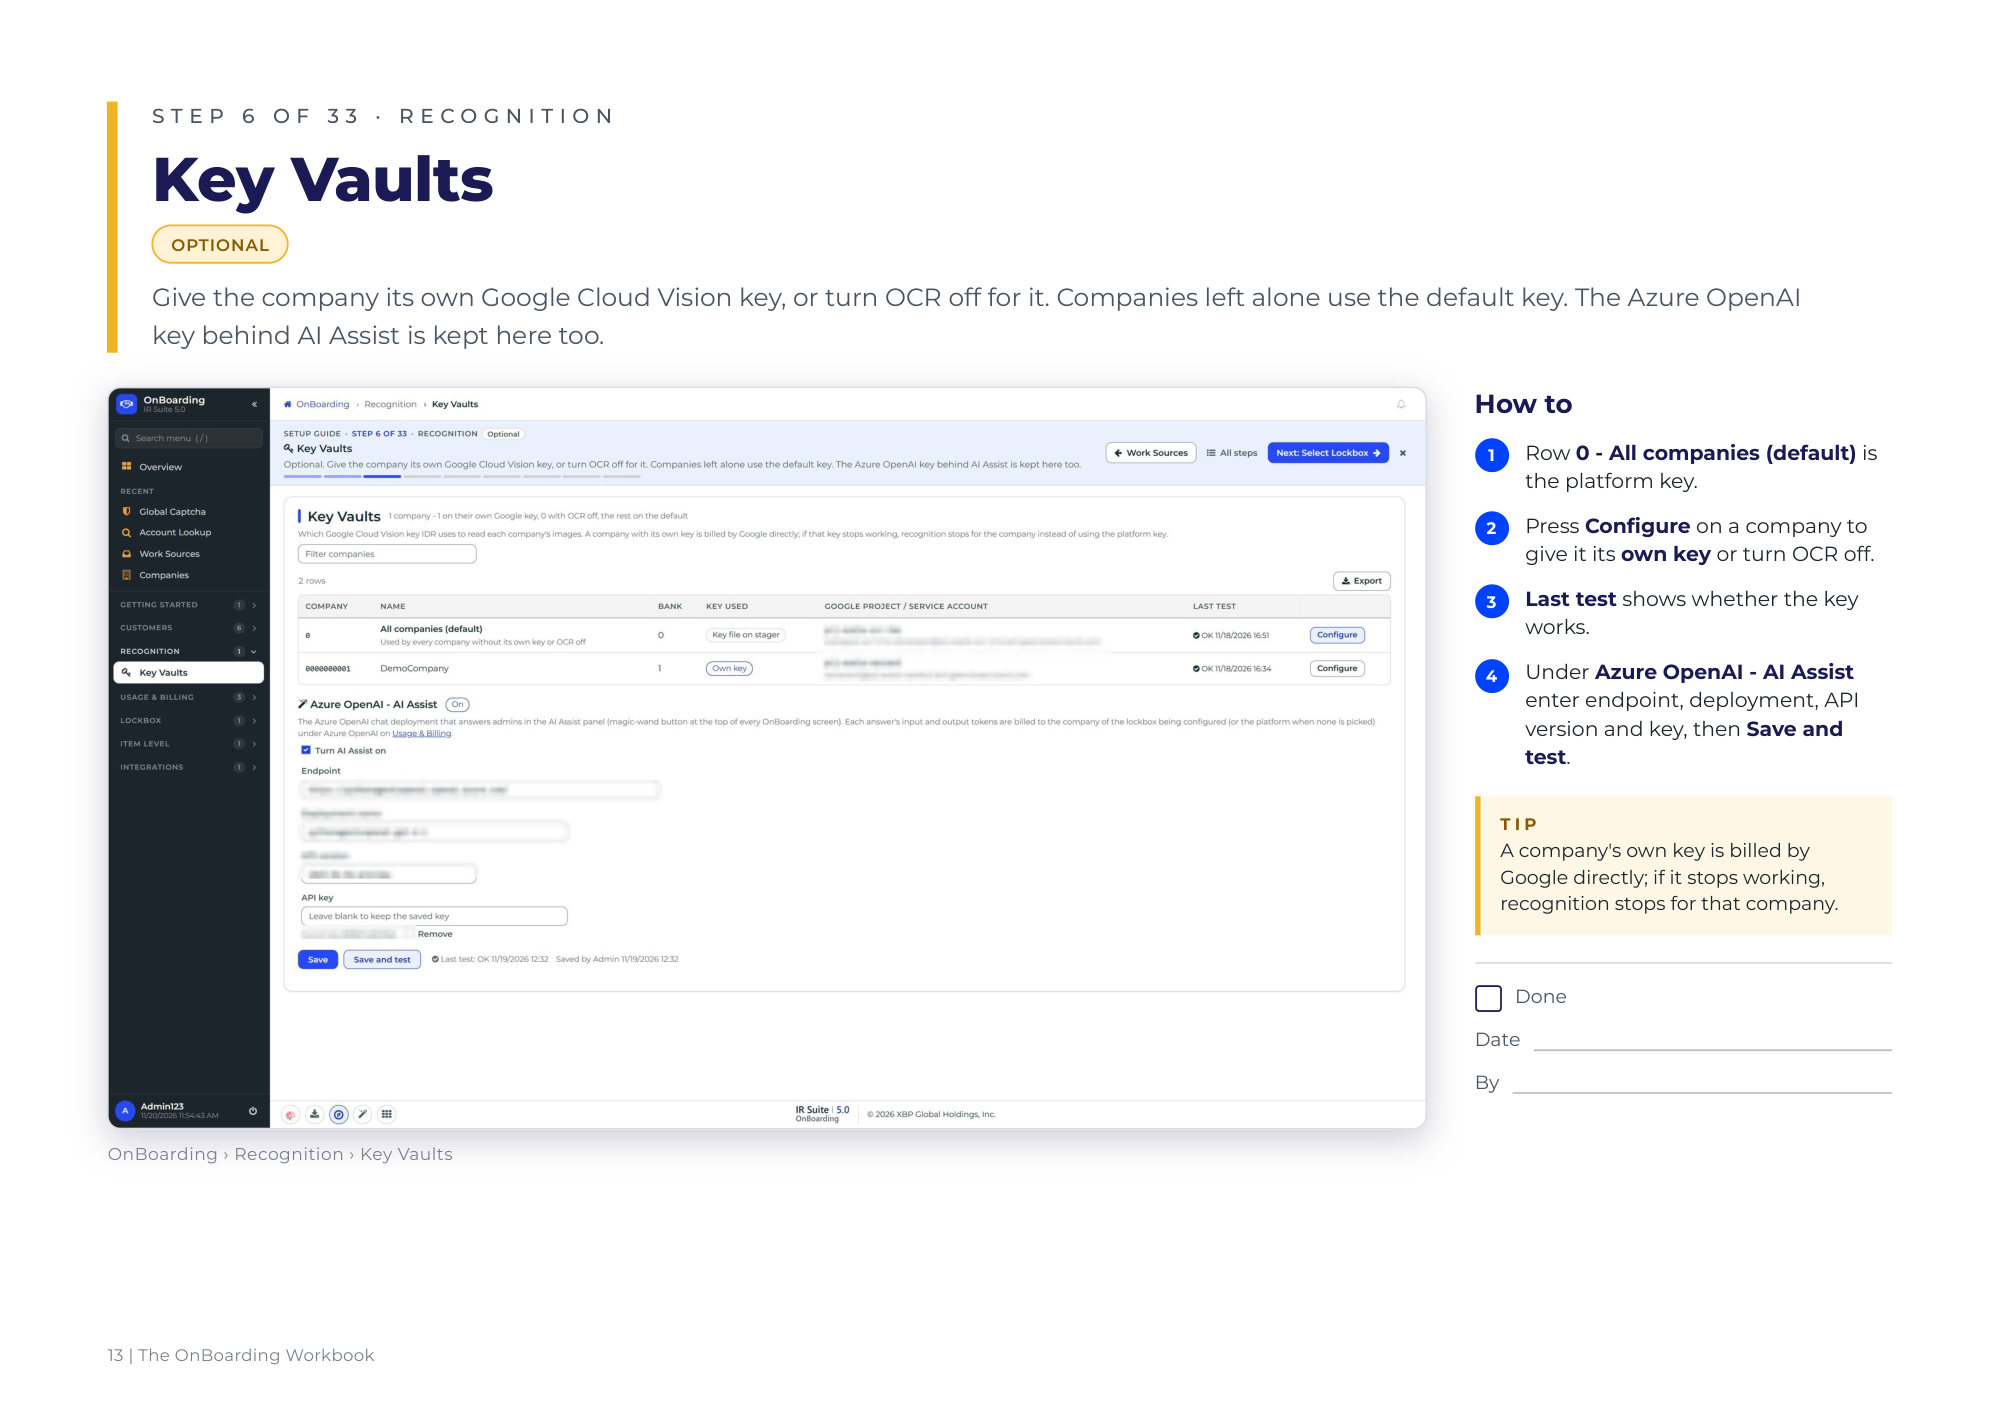 STEP 6 OF 33 · RECOGNITION
Key Vaults
OPTIONAL
Give the company its own Google Cloud Vision key, or turn OCR off for it. Companies left alone use the default key. The Azure OpenAI
key behind AI Assist is kept here too.
OnBoarding
IR Suite 5.0
«
Search menu ( / )
Overview
RECENT
Global Captcha
Account Lookup
Work Sources
Companies
GETTING STARTED 1
CUSTOMERS 6
RECOGNITION 1
Key Vaults
USAGE & BILLING 3
LOCKBOX 1
ITEM LEVEL 1
INTEGRATIONS 1
A
Admin123
11/20/2026 11:54:43 AM
OnBoarding › Recognition › Key Vaults
SETUP GUIDE · STEP 6 OF 33 · RECOGNITION Optional
Key Vaults
Optional. Give the company its own Google Cloud Vision key, or turn OCR off for it. Companies left alone use the default key. The Azure OpenAI key behind AI Assist is kept here too.
Work Sources All steps Next: Select Lockbox
Key Vaults 1 company - 1 on their own Google key, 0 with OCR off, the rest on the default
Which Google Cloud Vision key IDR uses to read each company's images. A company with its own key is billed by Google directly; if that key stops working, recognition stops for the company instead of using the platform key.
Filter companies
2 rows
Export
COMPANY NAME BANK KEY USED GOOGLE PROJECT / SERVICE ACCOUNT LAST TEST
0 All companies (default) 0 Key file on stager OK 11/18/2026 16:51 Configure
Used by every company without its own key or OCR off
0000000001 DemoCompany 1 Own key OK 11/18/2026 16:34 Configure
Azure OpenAI - AI Assist On
The Azure OpenAI chat deployment that answers admins in the AI Assist panel (magic-wand button at the top of every OnBoarding screen). Each answer's input and output tokens are billed to the company of the lockbox being configured (or the platform when none is picked)
under Azure OpenAI on Usage & Billing.
Turn AI Assist on
Endpoint
API key
Leave blank to keep the saved key
Remove
Save Save and test Last test: OK 11/19/2026 12:32 Saved by Admin 11/19/2026 12:32
IR Suite | 5.0
OnBoarding
© 2026 XBP Global Holdings, Inc.
OnBoarding › Recognition › Key Vaults
How to
1 Row 0 - All companies (default) is
the platform key.
2 Press Configure on a company to
give it its own key or turn OCR off.
3 Last test shows whether the key
works.
4 Under Azure OpenAI - AI Assist
enter endpoint, deployment, API
version and key, then Save and
test.
TIP
A company's own key is billed by
Google directly; if it stops working,
recognition stops for that company.
Done
Date
By
13 | The OnBoarding Workbook